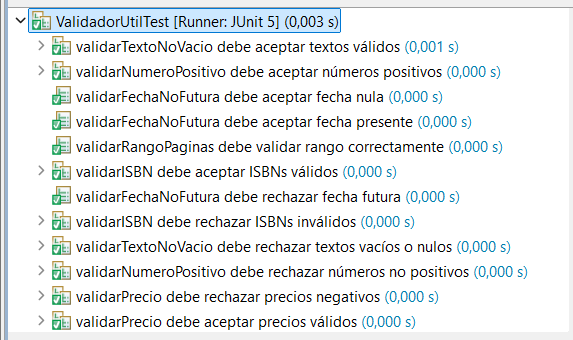 ValidadorUtilTest [Runner: JUnit 5] (0,003 s)
validarTextoNoVacio debe aceptar textos válidos (0,001 s)
validarNumeroPositivo debe aceptar números positivos (0,000 s)
validarFechaNoFutura debe aceptar fecha nula (0,000 s)
validarFechaNoFutura debe aceptar fecha presente (0,000 s)
validarRangoPaginas debe validar rango correctamente (0,000 s)
validarISBN debe aceptar ISBNs válidos (0,000 s)
validarFechaNoFutura debe rechazar fecha futura (0,000 s)
validarISBN debe rechazar ISBNs inválidos (0,000 s)
validarTextoNoVacio debe rechazar textos vacíos o nulos (0,000 s)
validarNumeroPositivo debe rechazar números no positivos (0,000 s)
validarPrecio debe rechazar precios negativos (0,000 s)
validarPrecio debe aceptar precios válidos (0,000 s)